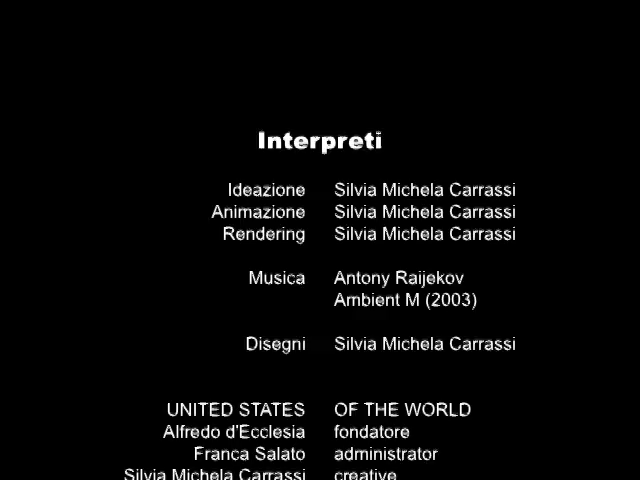 Interpreti
Ideazione Silvia Michela Carrassi
Animazione Silvia Michela Carrassi
Rendering Silvia Michela Carrassi
Musica Antony Raijekov
Ambient M (2003)
Disegni Silvia Michela Carrassi
UNITED STATES OF THE WORLD
Alfredo d'Ecclesia fondatore
Franca Salato administrator
Silvia Michela Carrassi creative